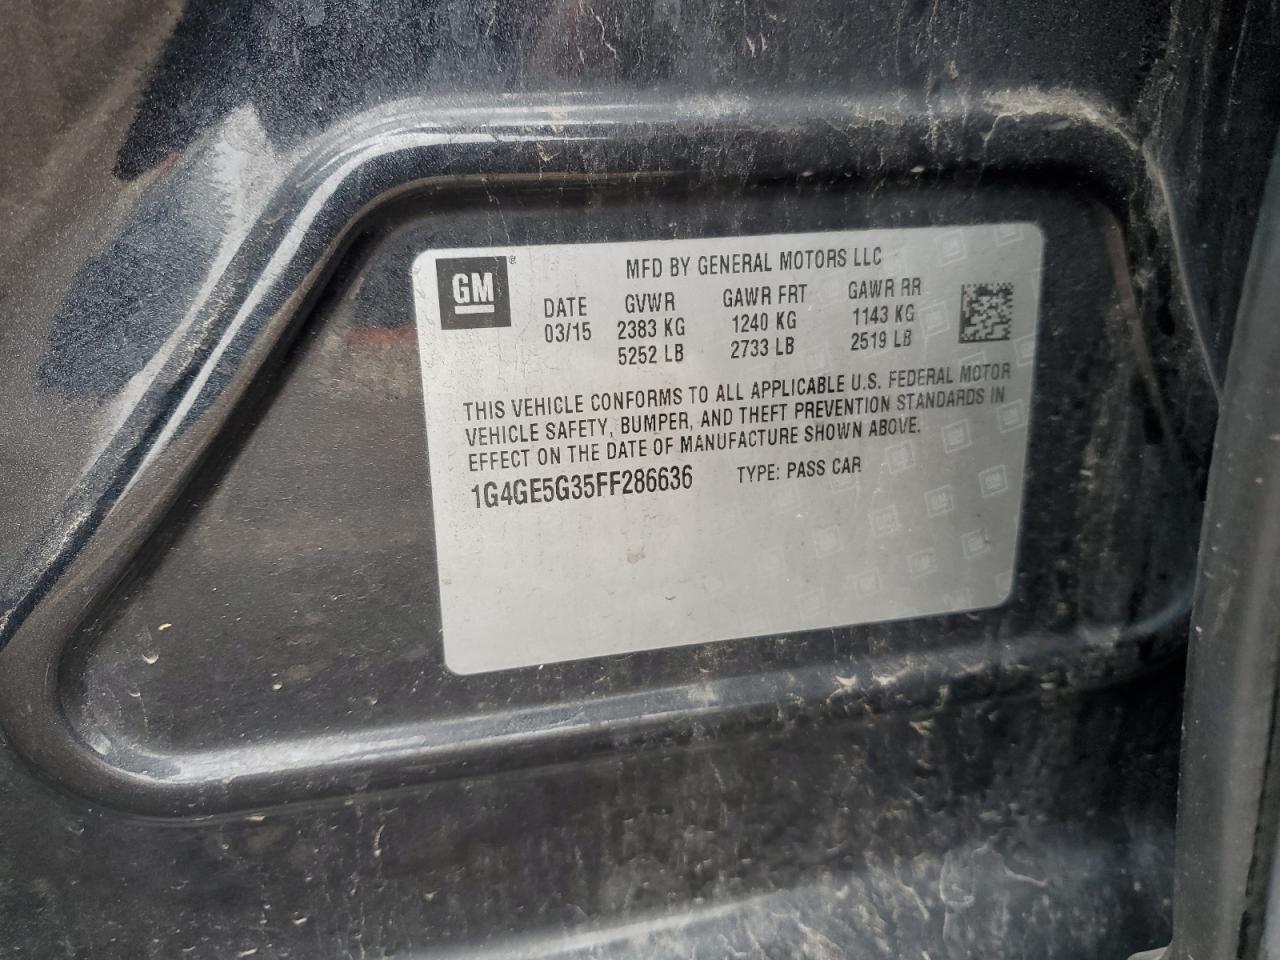 GM®
MFD BY GENERAL MOTORS LLC
DATE GVWR GAWR FRT GAWR RR
03/15 2383 KG 1240 KG 1143 KG
5252 LB 2733 LB 2519 LB
THIS VEHICLE CONFORMS TO ALL APPLICABLE U.S. FEDERAL MOTOR
VEHICLE SAFETY, BUMPER, AND THEFT PREVENTION STANDARDS IN
EFFECT ON THE DATE OF MANUFACTURE SHOWN ABOVE.
1G4GE5G35FF286636 TYPE: PASS CAR